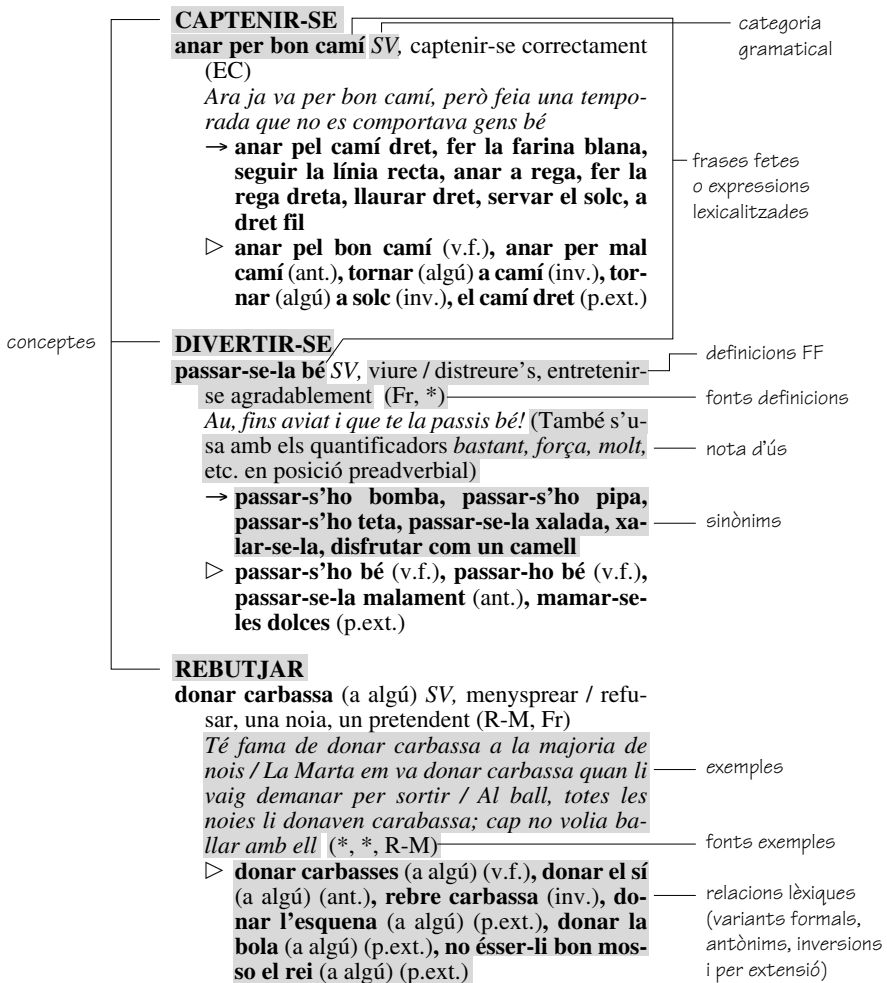 CAPTENIR-SE
anar per bon camí SV, captenir-se correctament
(EC)
Ara ja va per bon camí, però feia una tempo-
rada que no es comportava gens bé
→ anar pel camí dret, fer la farina blana,
seguir la línia recta, anar a rega, fer la
rega dreta, llaurar dret, servar el solc, a
dret fil
▷ anar pel bon camí (v.f.), anar per mal
camí (ant.), tornar (algú) a camí (inv.), tor-
nar (algú) a solc (inv.), el camí dret (p.ext.)
categoria
gramatical
frases fetes
o expressions
lexicalitzades
conceptes
DIVERTIR-SE
passar-se-la bé SV, viure / distreure's, entretenir-
se agradablement (Fr, *)
Au, fins aviat i que te la passis bé! (També s'u-
sa amb els quantificadors bastant, força, molt,
etc. en posició preadverbial)
→ passar-s'ho bomba, passar-s'ho pipa,
passar-s'ho teta, passar-se-la xalada, xa-
lar-se-la, disfrutar com un camell
▷ passar-s'ho bé (v.f.), passar-ho bé (v.f.),
passar-se-la malament (ant.), mamar-se-
les dolces (p.ext.)
definicions FF
fonts definicions
nota d'ús
sinònims
REBUTJAR
donar carbassa (a algú) SV, menysprear / refu-
sar, una noia, un pretendent (R-M, Fr)
Té fama de donar carbassa a la majoria de
nois / La Marta em va donar carbassa quan li
vaig demanar per sortir / Al ball, totes les
noies li donaven carabassa; cap no volia ba-
llar amb ell (*, *, R-M)
▷ donar carbasses (a algú) (v.f.), donar el sí
(a algú) (ant.), rebre carbassa (inv.), do-
nar l'esquena (a algú) (p.ext.), donar la
bola (a algú) (p.ext.), no ésser-li bon mos-
so el rei (a algú) (p.ext.)
exemples
fonts exemples
relacions lèxiques
(variants formals,
antònims, inversions
i per extensió)